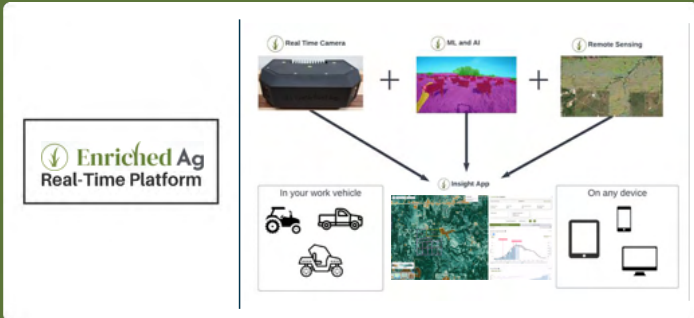 Enriched Ag
Real-Time Platform
Real Time Camera
ML and AI
Remote Sensing
Insight App
In your work vehicle
On any device